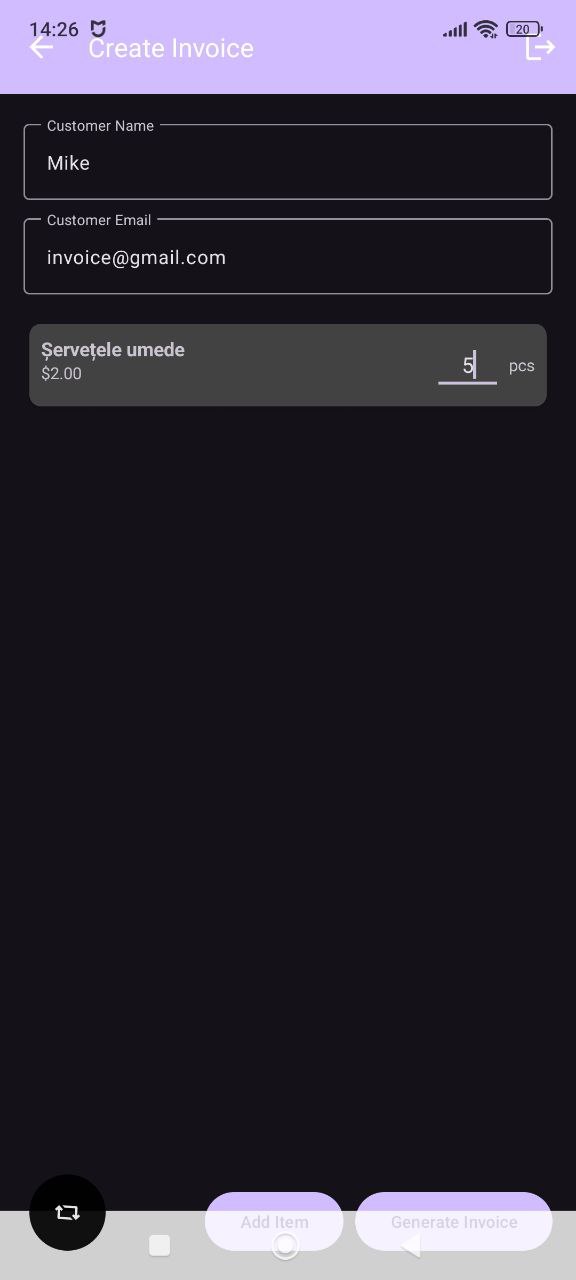 14:26
20
Create Invoice
Customer Name
Mike
Customer Email
invoice@gmail.com
Șervețele umede
$2.00
5 pcs
Add Item
Generate Invoice